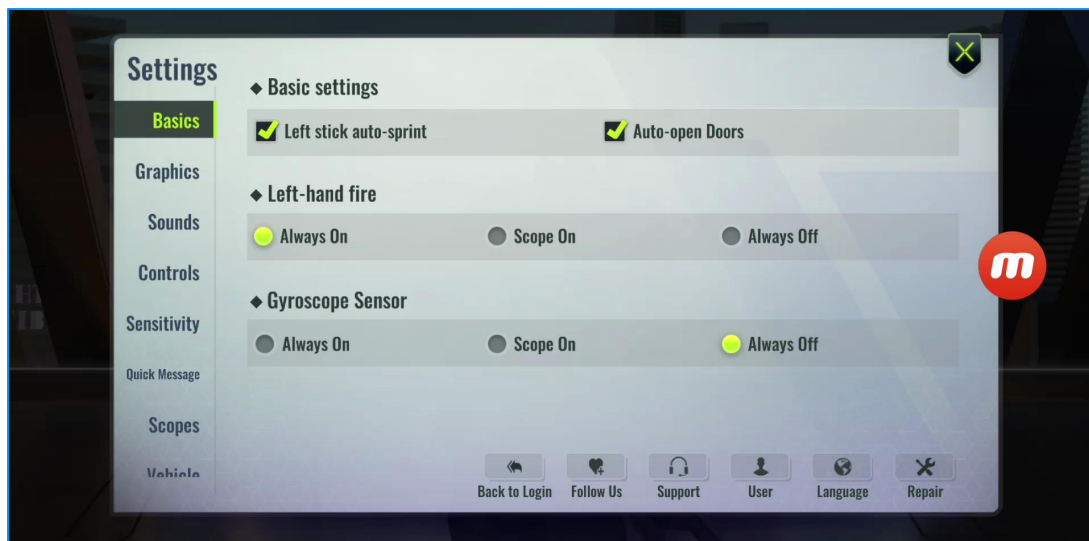 Settings
Basics
Graphics
Sounds
Controls
Sensitivity
Quick Message
Scopes
Vehicle
Basic settings
Left stick auto-sprint
Auto-open Doors
Left-hand fire
Always On
Scope On
Always Off
Gyroscope Sensor
Always On
Scope On
Always Off
Back to Login
Follow Us
Support
User
Language
Repair
m